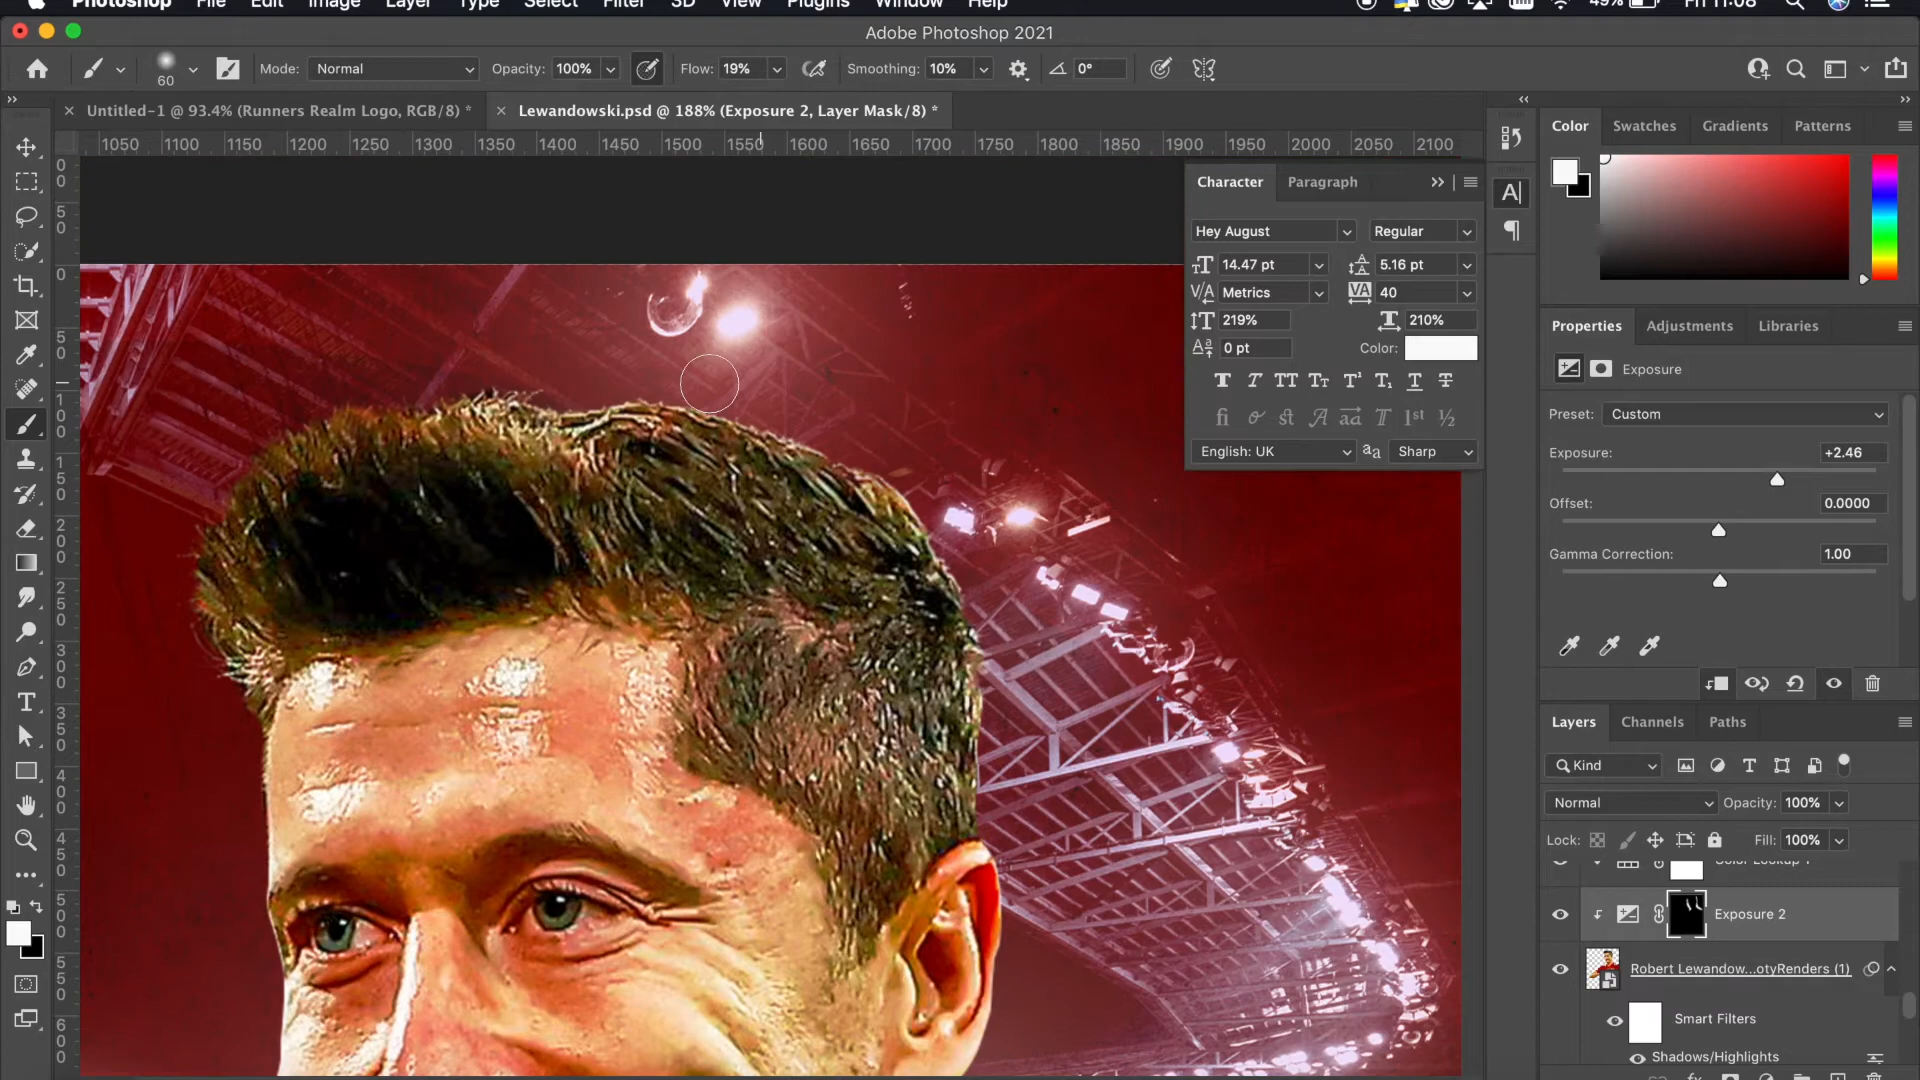 Photoshop File Edit Image Layer Type Select Filter 3D View Plugins Window Help 49% Fri 11:08
Adobe Photoshop 2021
60 Mode: Normal Opacity: 100% Flow: 19% Smoothing: 10% 0°
Untitled-1 @ 93.4% (Runners Realm Logo, RGB/8) *
Lewandowski.psd @ 188% (Exposure 2, Layer Mask/8) *
1050 1100 1150 1200 1250 1300 1350 1400 1450 1500 1550 1600 1650 1700 1750 1800 1850 1900 1950 2000 2050 2100
0 0
5 0
0
5 0
1 0 0
1 5 0
2 0 0
2 5 0
3 0 0
3 5 0
4 0 0
4 5 0
5 0 0
5 5 0
6 0 0
Character Paragraph
Hey August Regular
14.47 pt 5.16 pt
Metrics 40
219% 210%
0 pt Color:
English: UK Sharp
Color Swatches Gradients Patterns
Properties Adjustments Libraries
Exposure
Preset: Custom
Exposure: +2.46
Offset: 0.0000
Gamma Correction: 1.00
Layers Channels Paths
Kind
Normal Opacity: 100%
Lock: Fill: 100%
Color Lookup 1
Exposure 2
Robert Lewandow...otyRenders (1)
Smart Filters
Shadows/Highlights